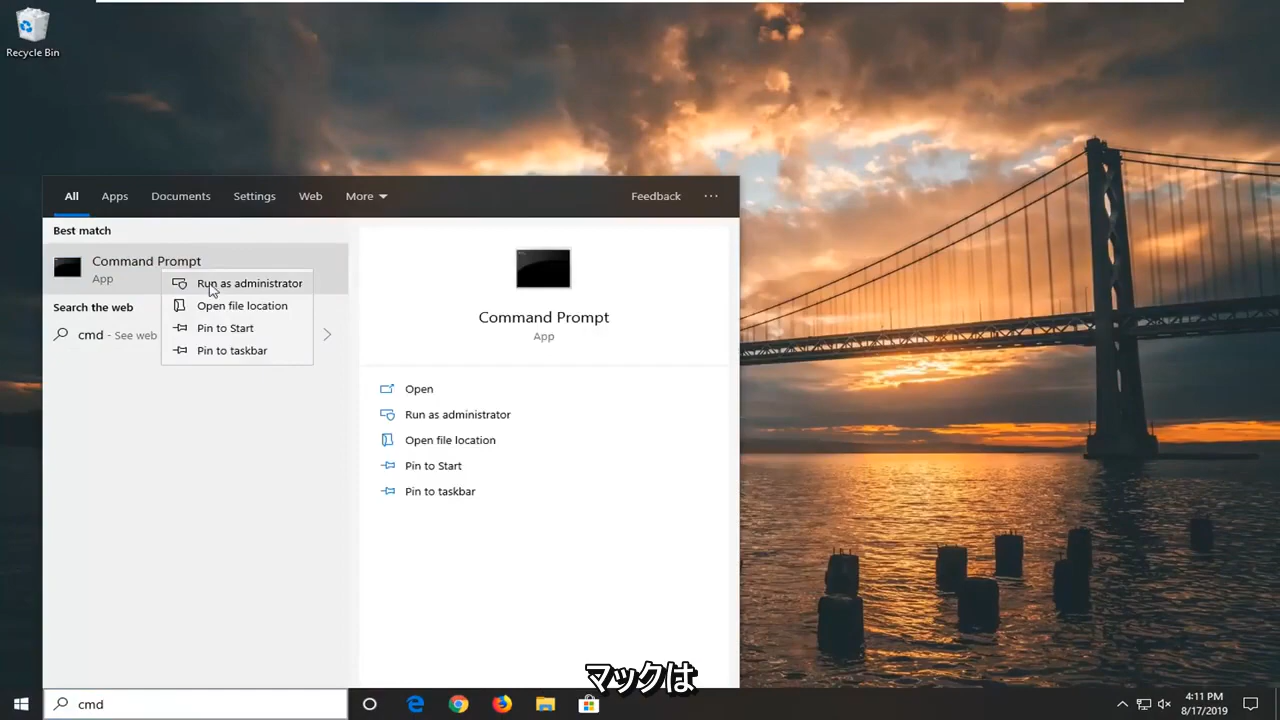 Recycle Bin
All Apps Documents Settings Web More Feedback ...
Best match
Command Prompt
App
Run as administrator
Open file location
Pin to Start
Pin to taskbar
Search the web
cmd - See web
Command Prompt
App
Open
Run as administrator
Open file location
Pin to Start
Pin to taskbar
マックは
cmd
4:11 PM
8/17/2019